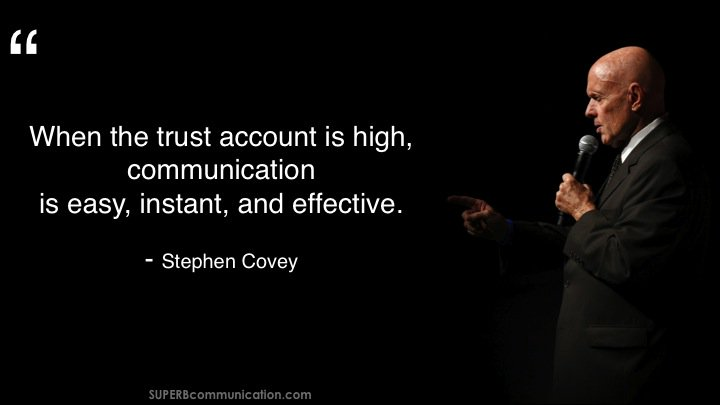 “
When the trust account is high,
communication
is easy, instant, and effective.
- Stephen Covey
SUPERBcommunication.com